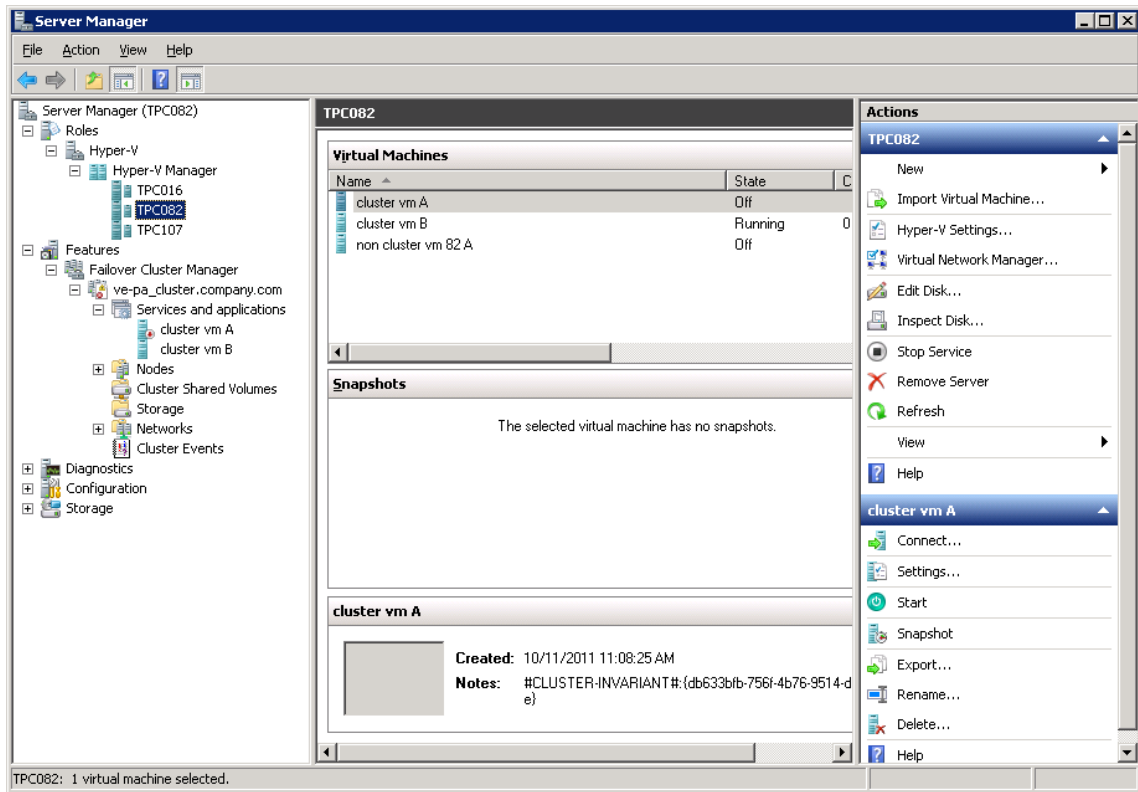 Server Manager
File Action View Help
Server Manager (TPC082)
Roles
Hyper-V
Hyper-V Manager
TPC016
TPC082
TPC107
Features
Failover Cluster Manager
ve-pa_cluster.company.com
Services and applications
cluster vm A
cluster vm B
Nodes
Cluster Shared Volumes
Storage
Networks
Cluster Events
Diagnostics
Configuration
Storage
TPC082
Virtual Machines
Name State C
cluster vm A Off
cluster vm B Running 0
non cluster vm 82 A Off
Snapshots
The selected virtual machine has no snapshots.
cluster vm A
Created: 10/11/2011 11:08:25 AM
Notes: #CLUSTER-INVARIANT#:{db633bfb-756f-4b76-9514-d
e}
Actions
TPC082
New
Import Virtual Machine...
Hyper-V Settings...
Virtual Network Manager...
Edit Disk...
Inspect Disk...
Stop Service
Remove Server
Refresh
View
Help
cluster vm A
Connect...
Settings...
Start
Snapshot
Export...
Rename...
Delete...
Help
TPC082: 1 virtual machine selected.